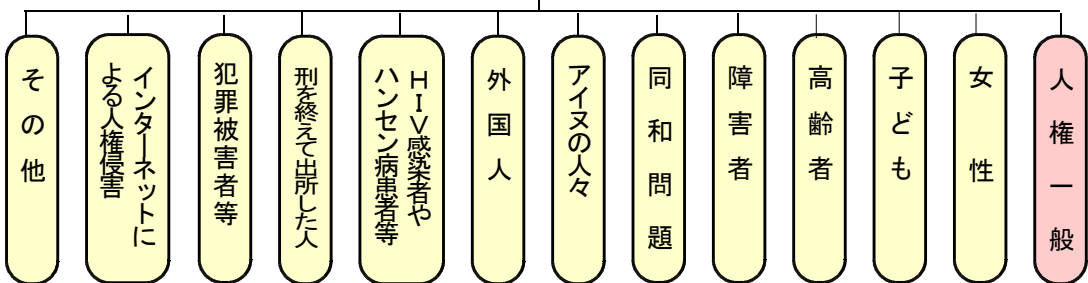 人権一般
女性
子ども
高齢者
障害者
同和問題
アイヌの人々
外国人
ＨＩＶ感染者や
ハンセン病患者等
刑を終えて出所した人
犯罪被害者等
インターネットに
よる人権侵害
その他